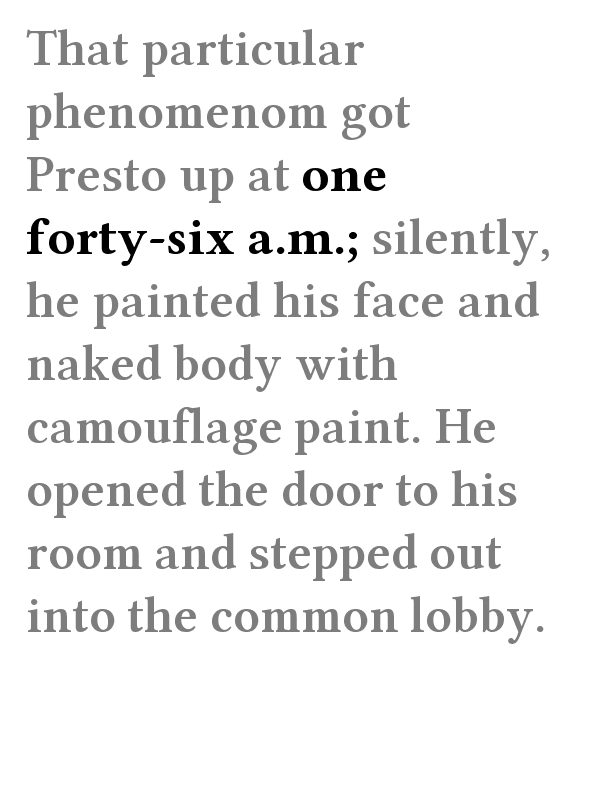 That particular
phenomenom got
Presto up at one
forty-six a.m.; silently,
he painted his face and
naked body with
camouflage paint. He
opened the door to his
room and stepped out
into the common lobby.